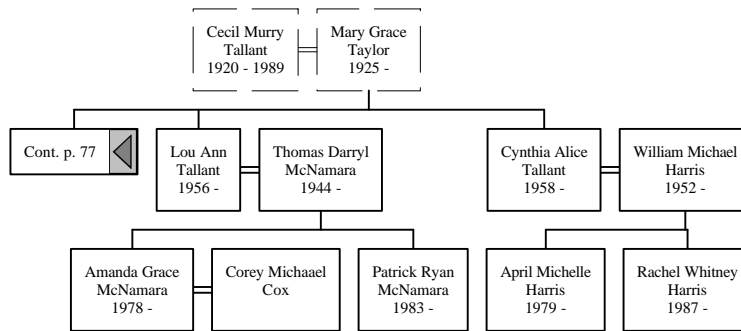 Cecil Murry
Tallant
1920 - 1989
Mary Grace
Taylor
1925 -
Cont. p. 77
Lou Ann
Tallant
1956 -
Thomas Darryl
McNamara
1944 -
Cynthia Alice
Tallant
1958 -
William Michael
Harris
1952 -
Amanda Grace
McNamara
1978 -
Corey Michaael
Cox
Patrick Ryan
McNamara
1983 -
April Michelle
Harris
1979 -
Rachel Whitney
Harris
1987 -